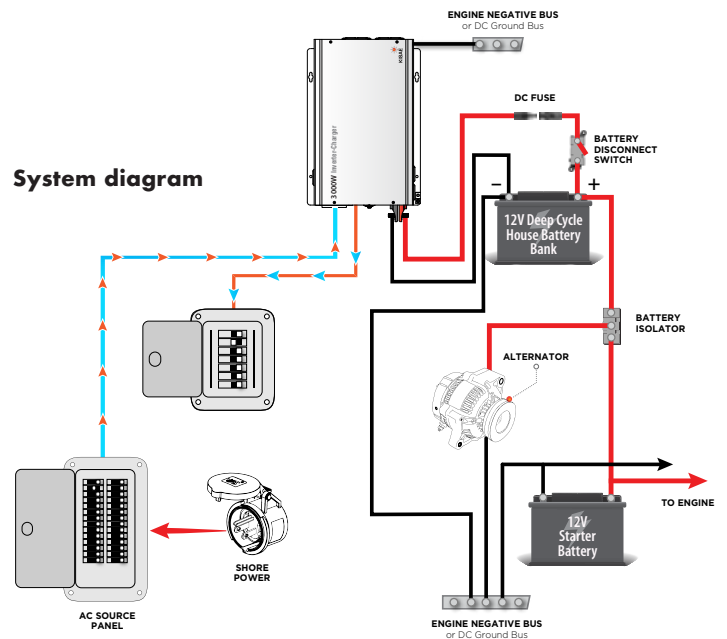 ENGINE NEGATIVE BUS
or DC Ground Bus
KISAE
3000W Inverter-Charger
DC FUSE
BATTERY
DISCONNECT
SWITCH
System diagram
–
+
12V Deep Cycle
House Battery
Bank
BATTERY
ISOLATOR
ALTERNATOR
TO ENGINE
12V
Starter
Battery
SHORE
POWER
AC SOURCE
PANEL
ENGINE NEGATIVE BUS
or DC Ground Bus